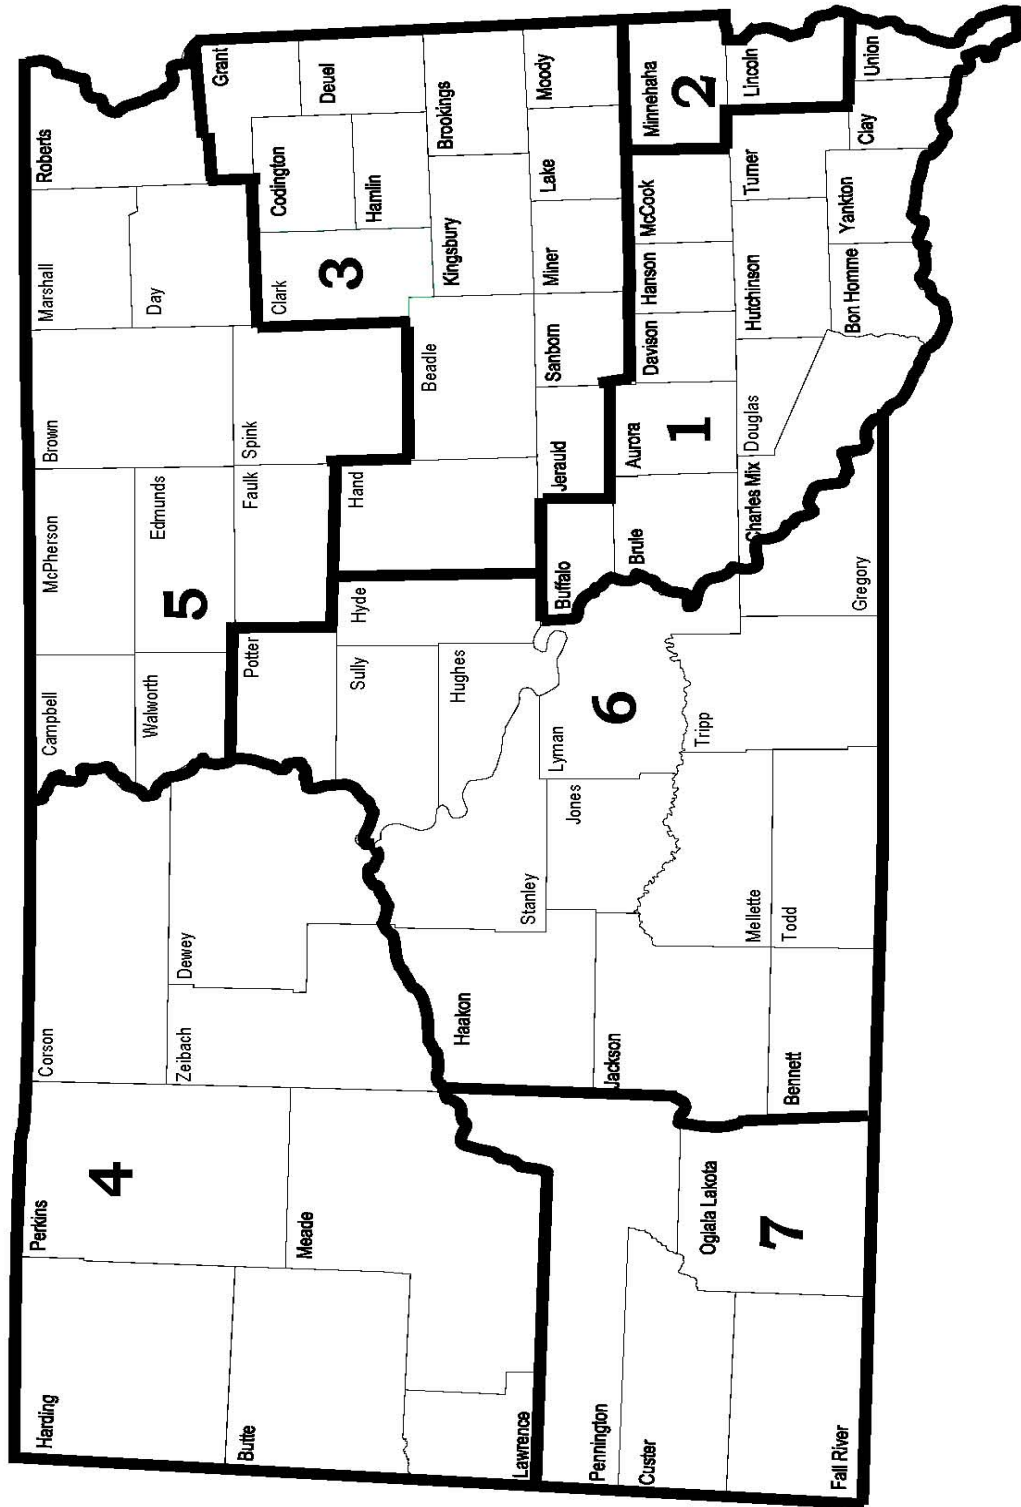 Harding
Perkins
Corson
Campbell
McPherson
Brown
Marshall
Roberts
4
Butte
Meade
Zeibach
Dewey
Walworth
Edmunds
Day
Grant
5
Potter
Faulk
Spink
Clark
Codington
Deuel
3
Hamlin
Lawrence
Haakon
Sully
Hyde
Hand
Beadle
Kingsbury
Brookings
Hughes
Stanley
Lyman
Buffalo
Jerauld
Sanborn
Miner
Lake
Moody
Pennington
Jackson
Jones
6
Brule
Aurora
Davison
Hanson
McCook
Minnehaha
1
2
Custer
Oglala Lakota
Mellette
Tripp
Charles Mix
Douglas
Hutchinson
Turner
Lincoln
7
Fall River
Bennett
Todd
Gregory
Bon Homme
Yankton
Clay
Union